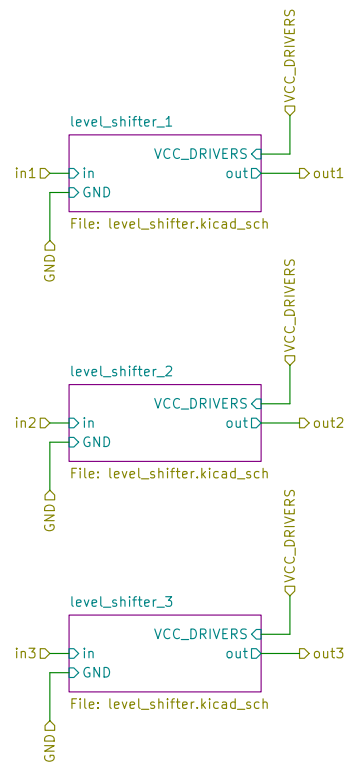 VCC_DRIVERS
level_shifter_1
VCC_DRIVERS
in1 in out out1
GND
File: level_shifter.kicad_sch
GND
VCC_DRIVERS
level_shifter_2
VCC_DRIVERS
in2 in out out2
GND
File: level_shifter.kicad_sch
GND
VCC_DRIVERS
level_shifter_3
VCC_DRIVERS
in3 in out out3
GND
File: level_shifter.kicad_sch
GND